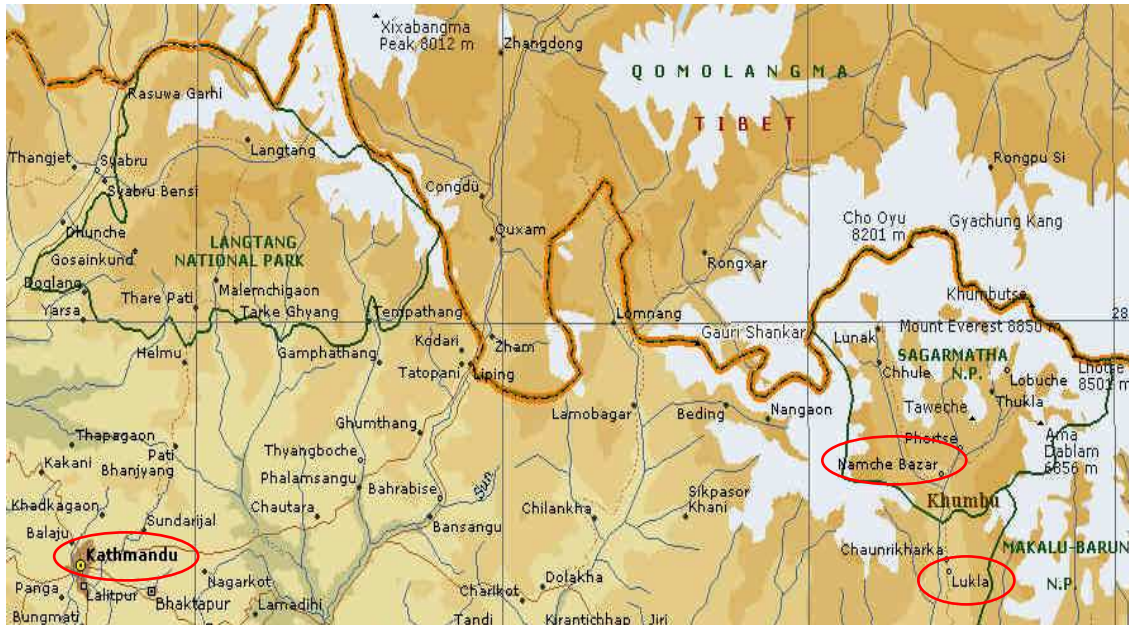 Xixabangma
Peak 8012 m
Zhangdong
QOMOLANGMA
TIBET
Rasuwa Garhi
Langtang
Thangjet
Syabru
Syabru Bensi
Congdü
Rongpu Si
Dhunche
Gosainkund
LANGTANG
NATIONAL PARK
Quxam
Cho Oyu
8201 m
Gyachung Kang
Rongxar
Doglang
Malemchigaon
Thare Pati
Yarsa
Tarke Ghyang
Tempathang
Lomnang
Khumbutse
28
Gauri Shankar
Mount Everest 8850 m
Lunak
Helmu
Gamphathang
Kodari
Zham
Tatopani
Liping
SAGARMATHA
N.P.
Chhule
Lobuche
Lhotse
8501 m
Thukla
Lamobagar
Beding
Nangaon
Taweche
Ghumthang
Phortse
Ama
Dablam
6856 m
Thapagaon
Pati
Bhanjyang
Kakani
Thyangboche
Phalamsangu
Namche Bazar
Khadkagaon
Sundarijal
Chautara
Bahrabise
Sun
Bansangu
Chilankha
Sikpasor
Khani
Khumbu
Balaju
Kathmandu
Chaunrikharka
MAKALU-BARUN
N.P.
Panga
Lalitpur
Nagarkot
Bhaktapur
Dolakha
Lukla
Bungmati
Lamadihi
Charikot
Tandi
Kirantichhap
Jiri